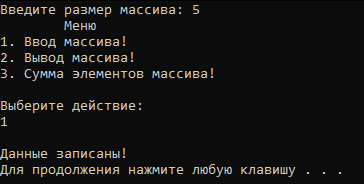 Введите размер массива: 5
Меню
1. Ввод массива!
2. Вывод массива!
3. Сумма элементов массива!
Выберите действие:
1
Данные записаны!
Для продолжения нажмите любую клавишу . . .